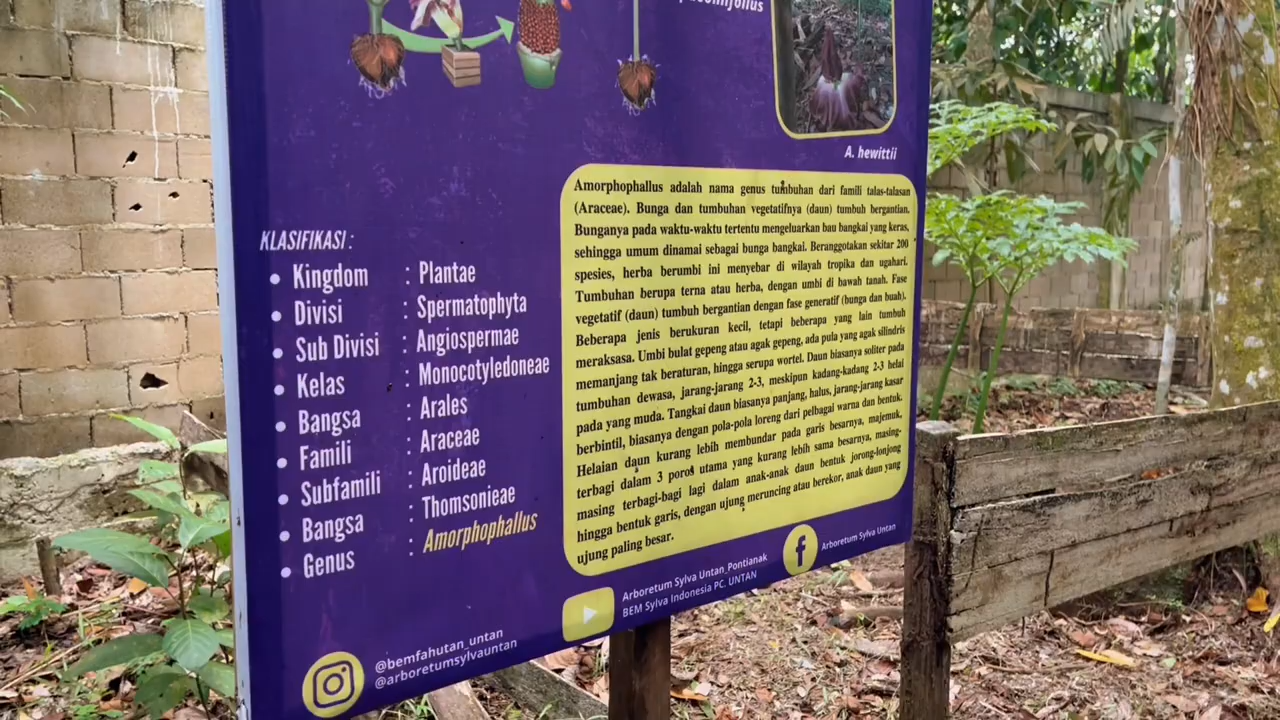 A. hewittii
KLASIFIKASI :
• Kingdom : Plantae
• Divisi : Spermatophyta
• Sub Divisi : Angiospermae
• Kelas : Monocotyledoneae
• Bangsa : Arales
• Famili : Araceae
• Subfamili : Aroideae
• Bangsa : Thomsonieae
• Genus : Amorphophallus
Amorphophallus adalah nama genus tumbuhan dari famili talas-talasan
(Araceae). Bunga dan tumbuhan vegetatifnya (daun) tumbuh bergantian.
Bunganya pada waktu-waktu tertentu mengeluarkan bau bangkai yang keras,
sehingga umum dinamai sebagai bunga bangkai. Beranggotakan sekitar 200
spesies, herba berumbi ini menyebar di wilayah tropika dan ugahari.
Tumbuhan berupa terna atau herba, dengan umbi di bawah tanah. Fase
vegetatif (daun) tumbuh bergantian dengan fase generatif (bunga dan buah).
Beberapa jenis berukuran kecil, tetapi beberapa yang lain tumbuh
meraksasa. Umbi bulat gepeng atau agak gepeng, ada pula yang agak silindris
memanjang tak beraturan, hingga serupa wortel. Daun biasanya soliter pada
tumbuhan dewasa, jarang-jarang 2-3, meskipun kadang-kadang 2-3 helai
pada yang muda. Tangkai daun biasanya panjang, halus, jarang-jarang kasar
berbintil, biasanya dengan pola-pola loreng dari pelbagai warna dan bentuk.
Helaian daun kurang lebih membundar pada garis besarnya, majemuk,
terbagi dalam 3 poros utama yang kurang lebih sama besarnya, masing-
masing terbagi-bagi lagi dalam anak-anak daun bentuk jorong-lonjong
hingga bentuk garis, dengan ujung meruncing atau berekor, anak daun yang
ujung paling besar.
@bemfahutan_untan
@arboretumsylvauntan
Arboretum Sylva Untan_Pontianak
BEM Sylva Indonesia PC. UNTAN
Arboretum Sylva Untan